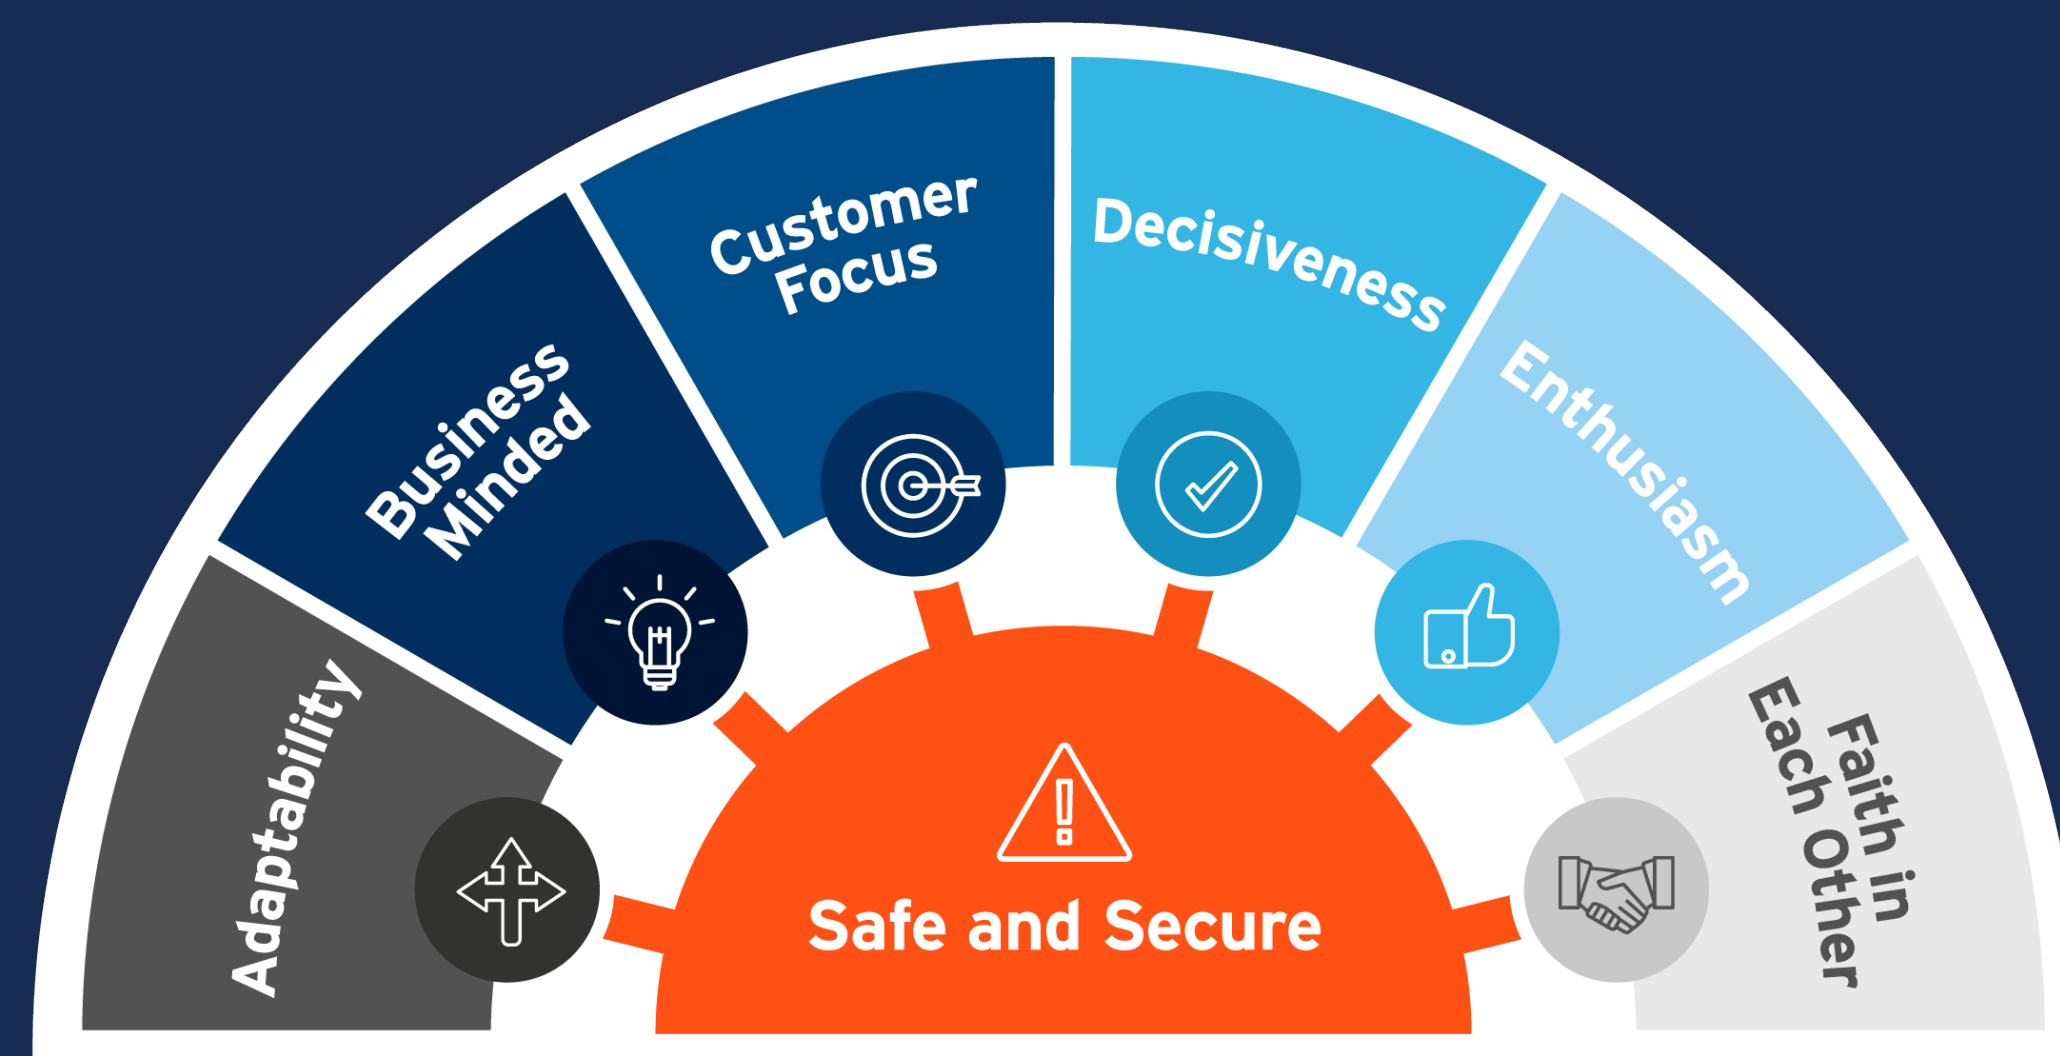 Adaptability
Business
Minded
Customer
Focus
Decisiveness
Enthusiasm
Faith in
Each Other
Safe and Secure